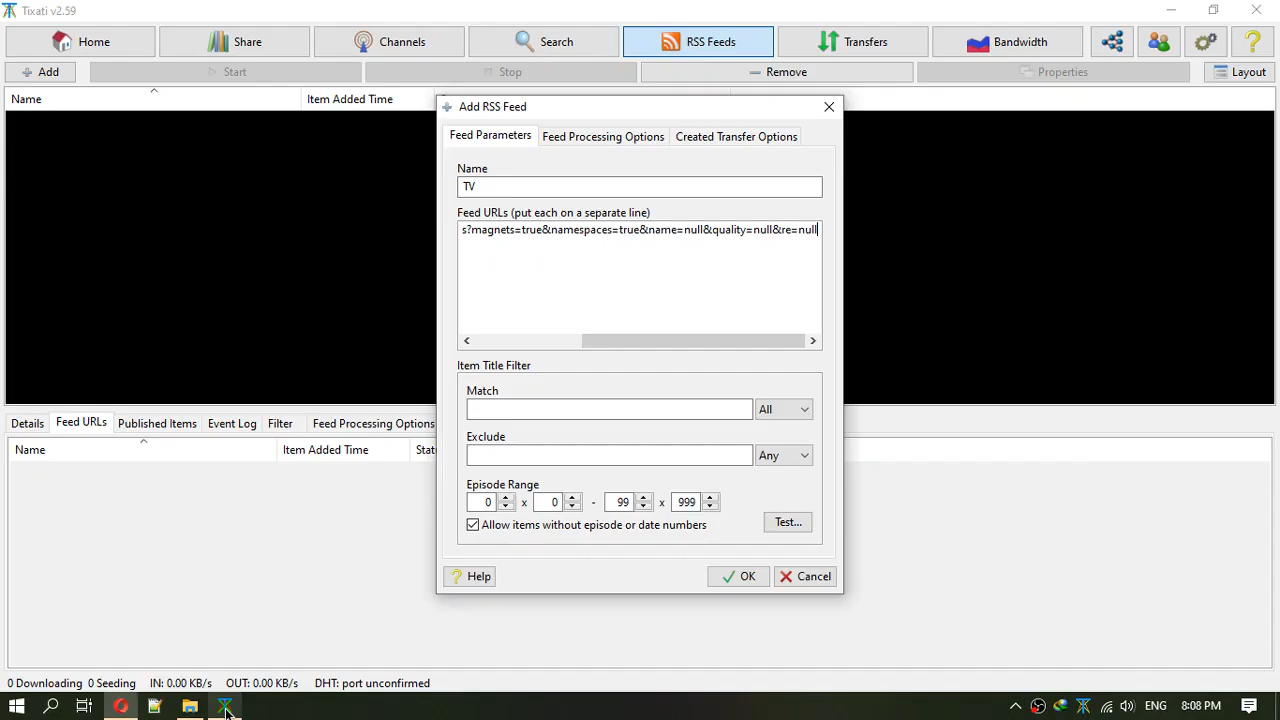 Tixati v2.59
Home
Share
Channels
Search
RSS Feeds
Transfers
Bandwidth
Add
Start
Stop
Remove
Properties
Layout
Name
Item Added Time
Add RSS Feed
Feed Parameters
Feed Processing Options
Created Transfer Options
Name
TV
Feed URLs (put each on a separate line)
s?magnets=true&namespaces=true&name=null&quality=null&re=null
Item Title Filter
Match
All
Exclude
Any
Episode Range
0 x 0 - 99 x 999
Allow items without episode or date numbers
Test...
Help
OK
Cancel
Details
Feed URLs
Published Items
Event Log
Filter
Feed Processing Options
Name
Item Added Time
Stat
0 Downloading 0 Seeding IN: 0.00 KB/s OUT: 0.00 KB/s DHT: port unconfirmed
ENG
8:08 PM